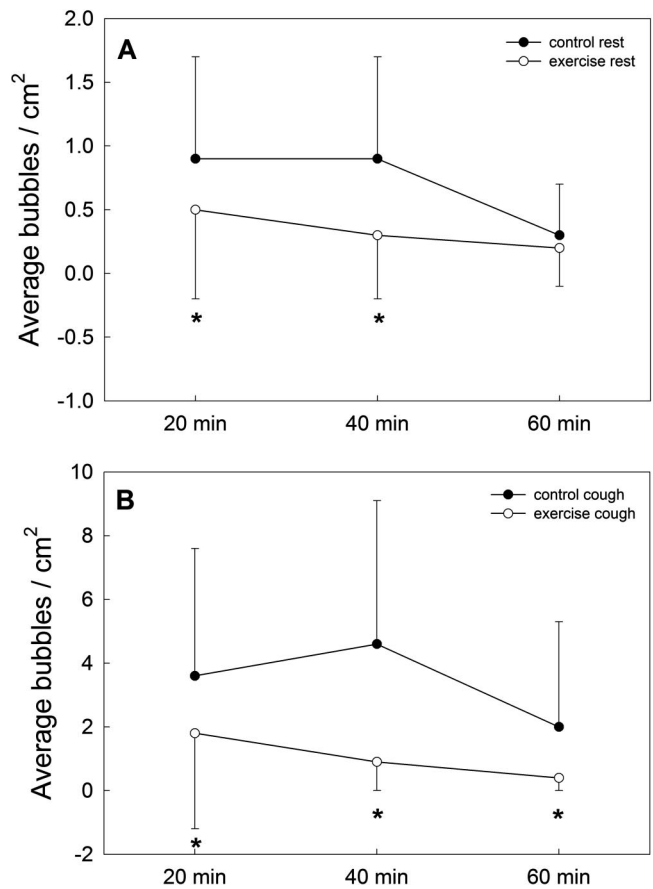 A
control rest
exercise rest
Average bubbles / cm²
2.0
1.5
1.0
0.5
0.0
-0.5
-1.0
*
*
20 min
40 min
60 min
B
control cough
exercise cough
Average bubbles / cm²
10
8
6
4
2
0
-2
*
*
*
20 min
40 min
60 min